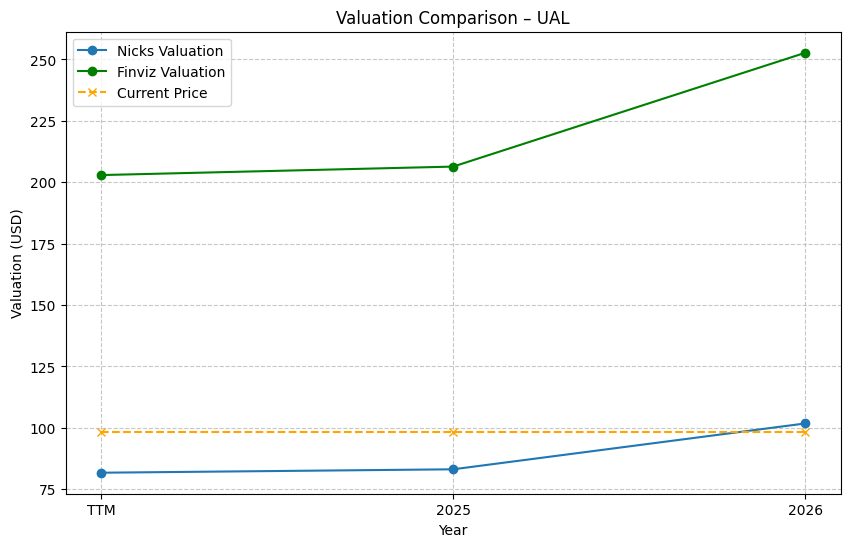 Valuation Comparison – UAL
Nicks Valuation
Finviz Valuation
Current Price
Valuation (USD)
250
225
200
175
150
125
100
75
TTM
2025
2026
Year